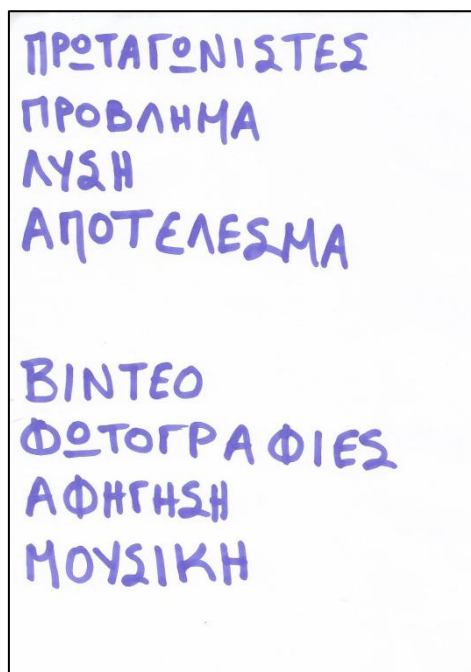 ΠΡΩΤΑΓΩΝΙΣΤΕΣ
ΠΡΟΒΛΗΜΑ
ΛΥΣΗ
ΑΠΟΤΕΛΕΣΜΑ
ΒΙΝΤΕΟ
ΦΩΤΟΓΡΑΦΙΕΣ
ΑΦΗΓΗΣΗ
ΜΟΥΣΙΚΗ